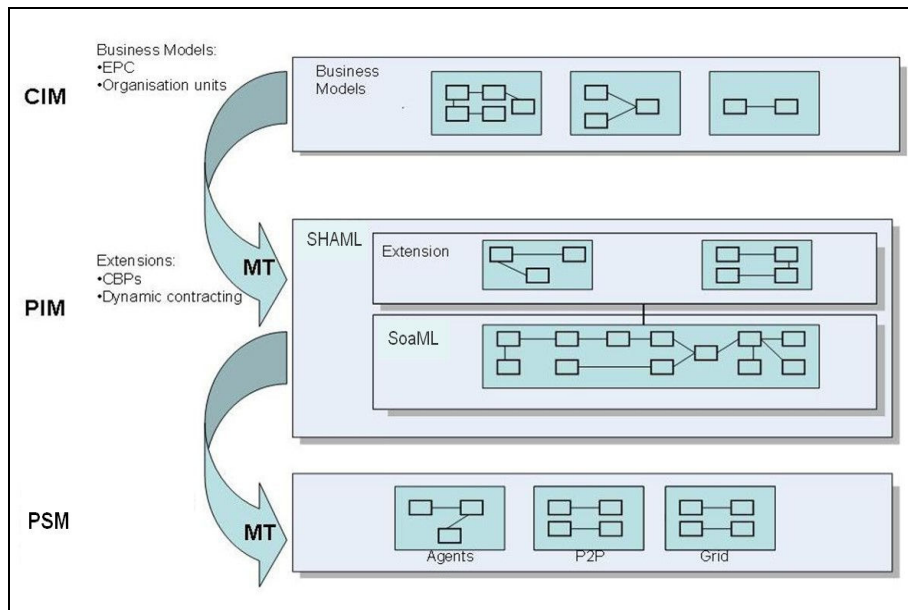 CIM
Business Models:
•EPC
•Organisation units
Business
Models
MT
PIM
Extensions:
•CBPs
•Dynamic contracting
SHAML
Extension
SoaML
MT
PSM
Agents
P2P
Grid